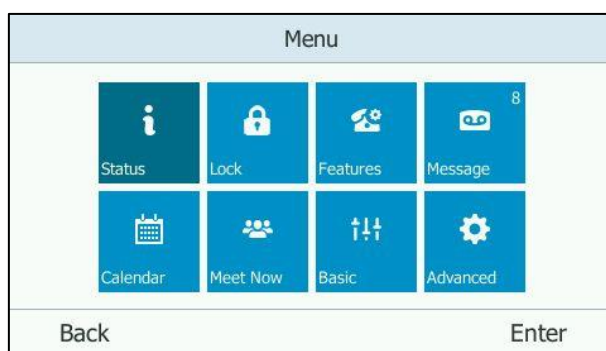 Menu
8
Status Lock Features Message
Calendar Meet Now Basic Advanced
Back Enter